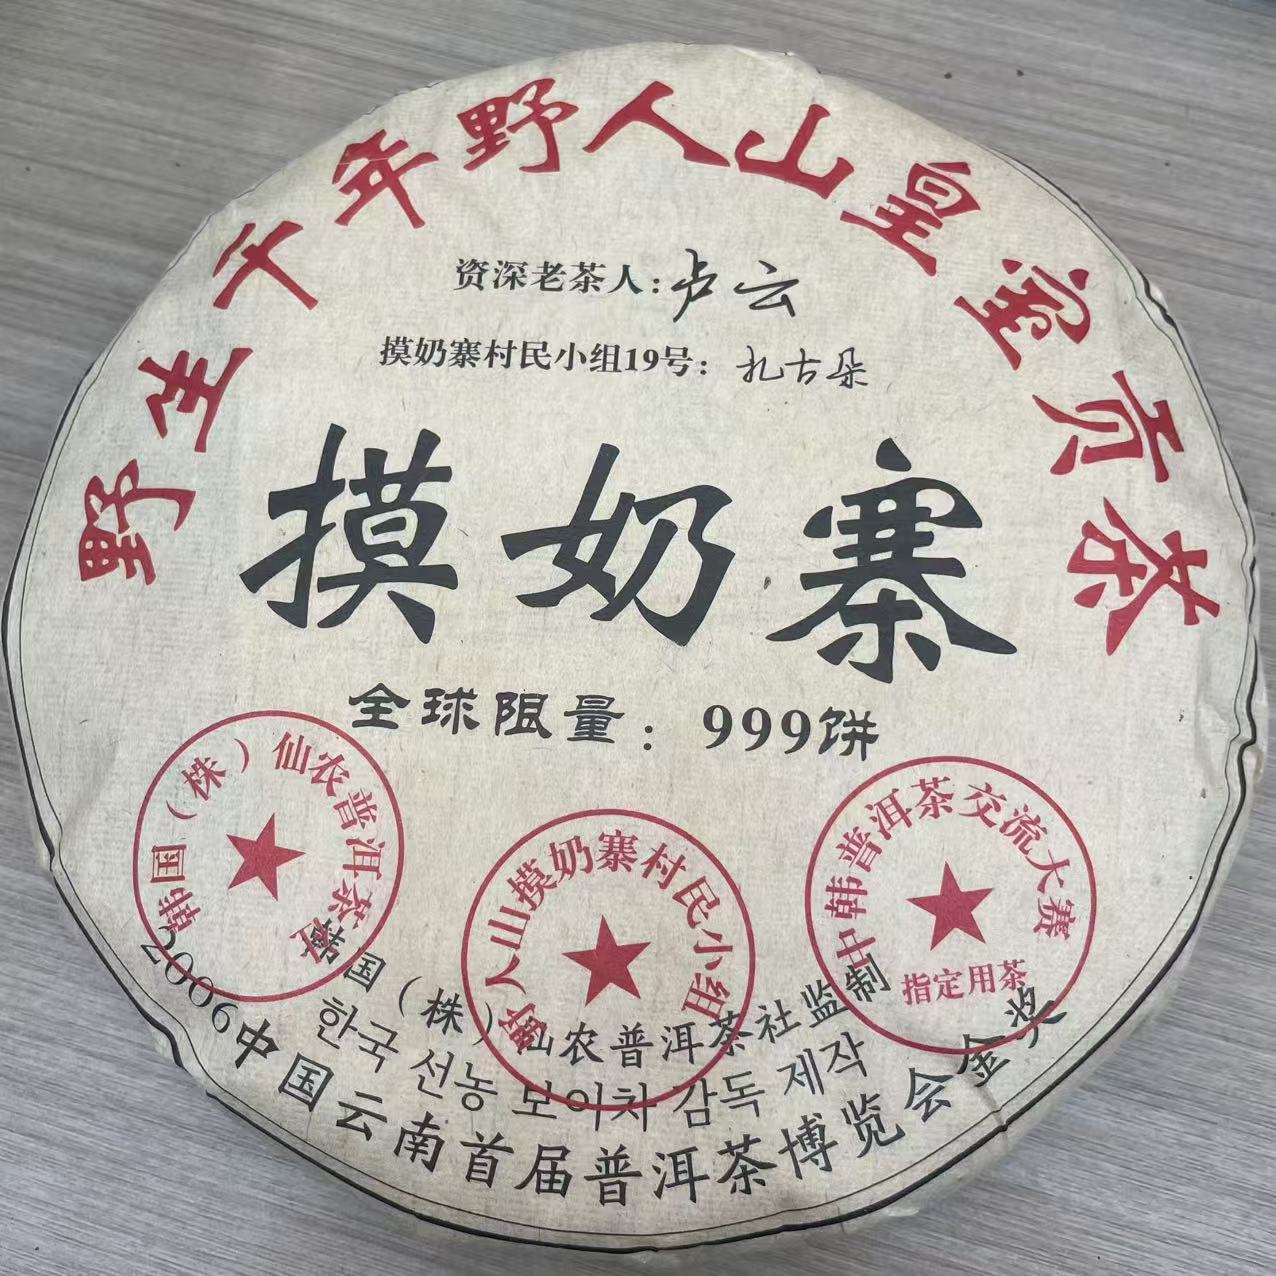 野生千年野人山皇室贡茶
资深老茶人:卢云
摸奶寨村民小组19号:扎古朵
摸奶寨
全球限量:999饼
韩国(株)仙农普洱茶社
野人山摸奶寨村民小组
中韩普洱茶交流大赛
指定用茶
韩国(株)仙农普洱茶社监制
한국 선농 보이차 감독 제작
2006中国云南首届普洱茶博览会金奖